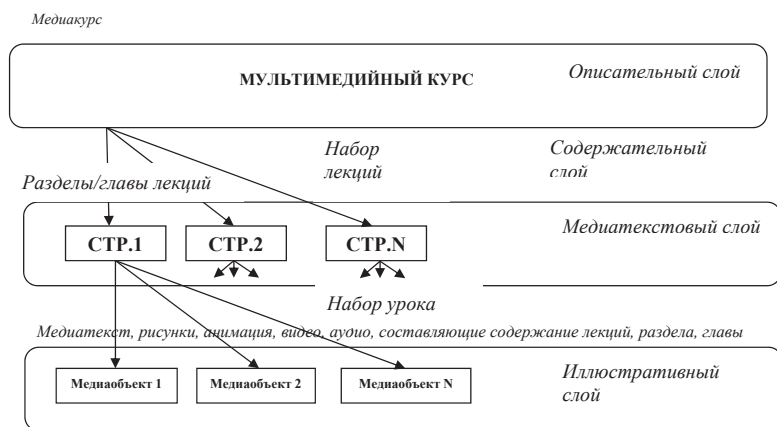 Медиакурс
МУЛЬТИМЕДИЙНЫЙ КУРС
Описательный слой
Набор
лекций
Содержательный
слой
Разделы/главы лекций
Медиатекстовый слой
СТР.1
СТР.2
СТР.N
Набор урока
Медиатекст, рисунки, анимация, видео, аудио, составляющие содержание лекций, раздела, главы
Медиаобъект 1
Медиаобъект 2
Медиаобъект N
Иллюстративный
слой